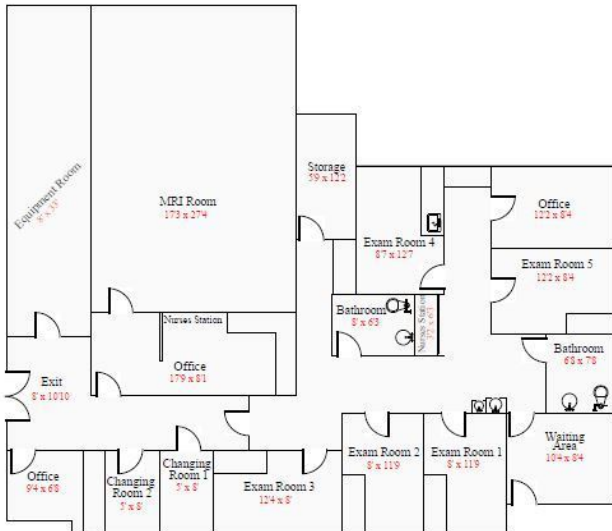 Equipment Room
8' x 33'
MRI Room
173 x 274
Storage
59 x 122
Exam Room 4
8'7 x 12'7
Office
12'2 x 8'4
Exam Room 5
12'2 x 8'4
Bathroom
8' x 6'3
Nurses Station
Nurses Station
Office
179 x 81
Bathroom
6'8 x 7'8
Exit
8' x 10'10
Waiting
Area
10'4 x 8'4
Exam Room 2
8' x 11'9
Exam Room 1
8' x 11'9
Office
9'4 x 6'8
Changing
Room 2
5' x 8'
Changing
Room 1
5' x 8'
Exam Room 3
12'4 x 8'